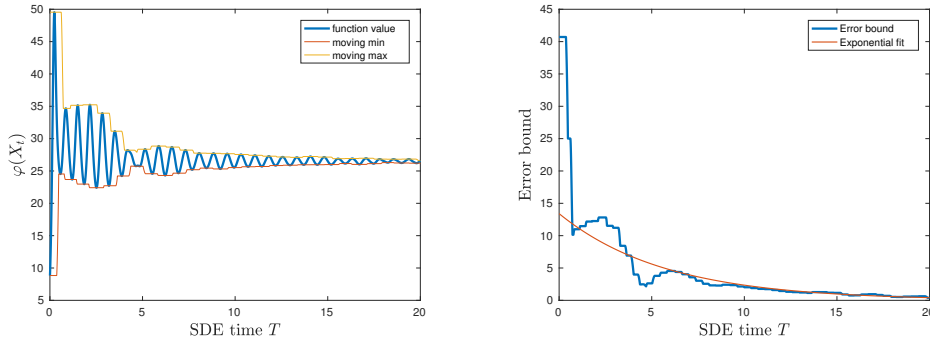 50
45
40
35
30
25
20
15
10
5
φ(X_t)
0 5 10 15 20
SDE time T
function value
moving min
moving max
45
40
35
30
25
20
15
10
5
0
Error bound
0 5 10 15 20
SDE time T
Error bound
Exponential fit